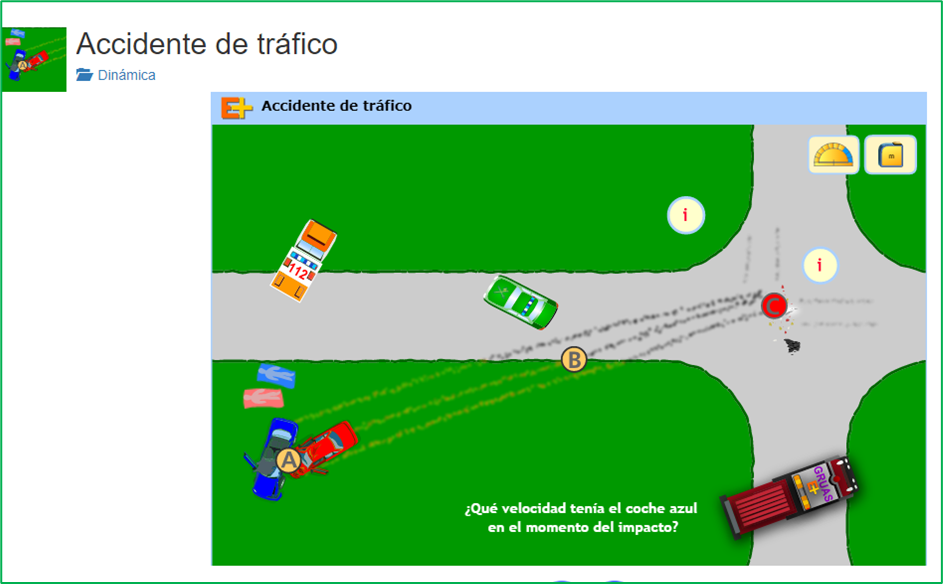 Accidente de tráfico
Dinámica
E+ Accidente de tráfico
m
i
112
i
C
B
A
GRUAS
E+
¿Qué velocidad tenía el coche azul
en el momento del impacto?